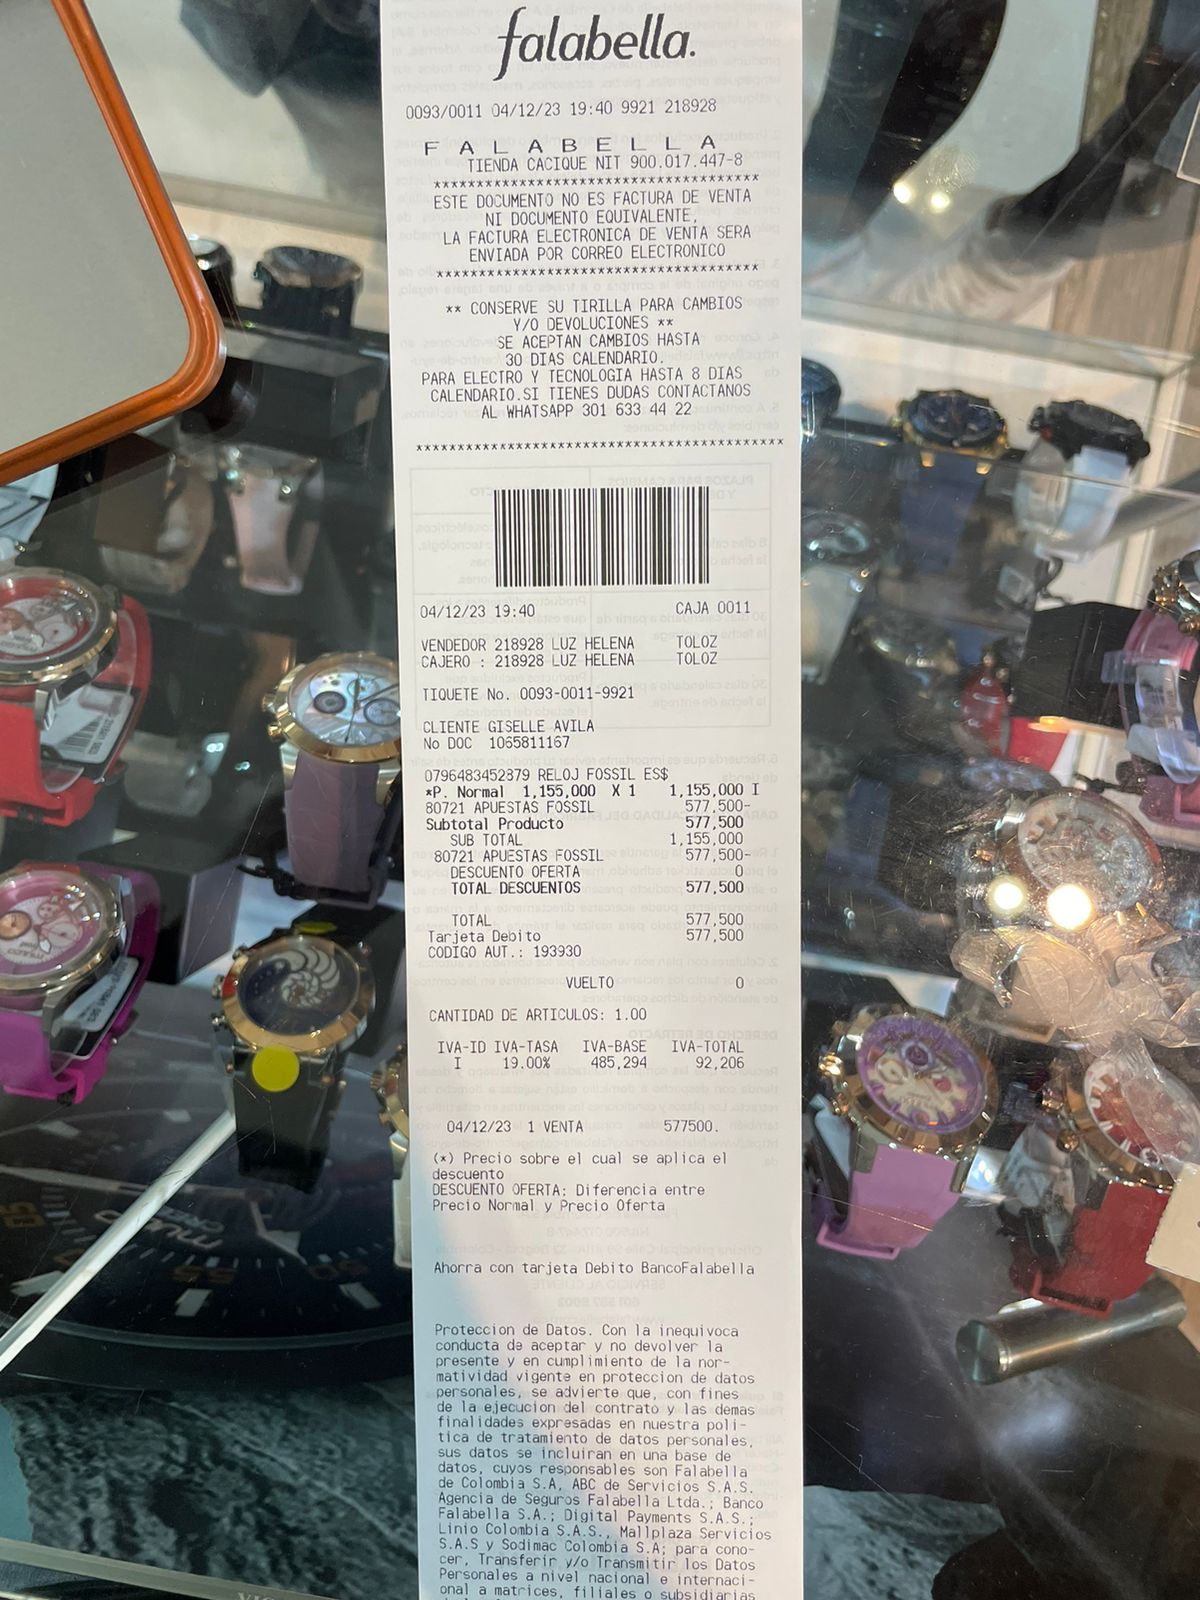 falabella.
0093/0011 04/12/23 19:40 9921 218928
F A L A B E L L A
TIENDA CACIQUE NIT 900.017.447-8
**************************************
ESTE DOCUMENTO NO ES FACTURA DE VENTA
NI DOCUMENTO EQUIVALENTE,
LA FACTURA ELECTRONICA DE VENTA SERA
ENVIADA POR CORREO ELECTRONICO
**************************************
** CONSERVE SU TIRILLA PARA CAMBIOS
Y/O DEVOLUCIONES **
SE ACEPTAN CAMBIOS HASTA
30 DIAS CALENDARIO.
PARA ELECTRO Y TECNOLOGIA HASTA 8 DIAS
CALENDARIO.SI TIENES DUDAS CONTACTANOS
AL WHATSAPP 301 633 44 22
******************************************
04/12/23 19:40 CAJA 0011
VENDEDOR 218928 LUZ HELENA TOLOZ
CAJERO : 218928 LUZ HELENA TOLOZ
TIQUETE No. 0093-0011-9921
CLIENTE GISELLE AVILA
No DOC 1065811167
0796483452879 RELOJ FOSSIL ES$
*P. Normal 1,155,000 X 1 1,155,000 I
80721 APUESTAS FOSSIL 577,500-
Subtotal Producto 577,500
SUB TOTAL 1,155,000
80721 APUESTAS FOSSIL 577,500-
DESCUENTO OFERTA 0
TOTAL DESCUENTOS 577,500
TOTAL 577,500
Tarjeta Debito 577,500
CODIGO AUT.: 193930
VUELTO 0
CANTIDAD DE ARTICULOS: 1.00
IVA-ID IVA-TASA IVA-BASE IVA-TOTAL
I 19.00% 485,294 92,206
04/12/23 1 VENTA 577500.
(*) Precio sobre el cual se aplica el
descuento
DESCUENTO OFERTA: Diferencia entre
Precio Normal y Precio Oferta
Ahorra con tarjeta Debito BancoFalabella
Proteccion de Datos. Con la inequivoca
conducta de aceptar y no devolver la
presente y en cumplimiento de la nor-
matividad vigente en proteccion de datos
personales, se advierte que, con fines
de la ejecucion del contrato y las demas
finalidades expresadas en nuestra poli-
tica de tratamiento de datos personales,
sus datos se incluiran en una base de
datos, cuyos responsables son Falabella
de Colombia S.A, ABC de Servicios S.A.S.
Agencia de Seguros Falabella Ltda.; Banco
Falabella S.A.; Digital Payments S.A.S.;
Linio Colombia S.A.S., Mallplaza Servicios
S.A.S y Sodimac Colombia S.A; para cono-
cer, Transferir y/o Transmitir los Datos
Personales a nivel nacional e internaci-
onal a matrices, filiales o subsidiarias